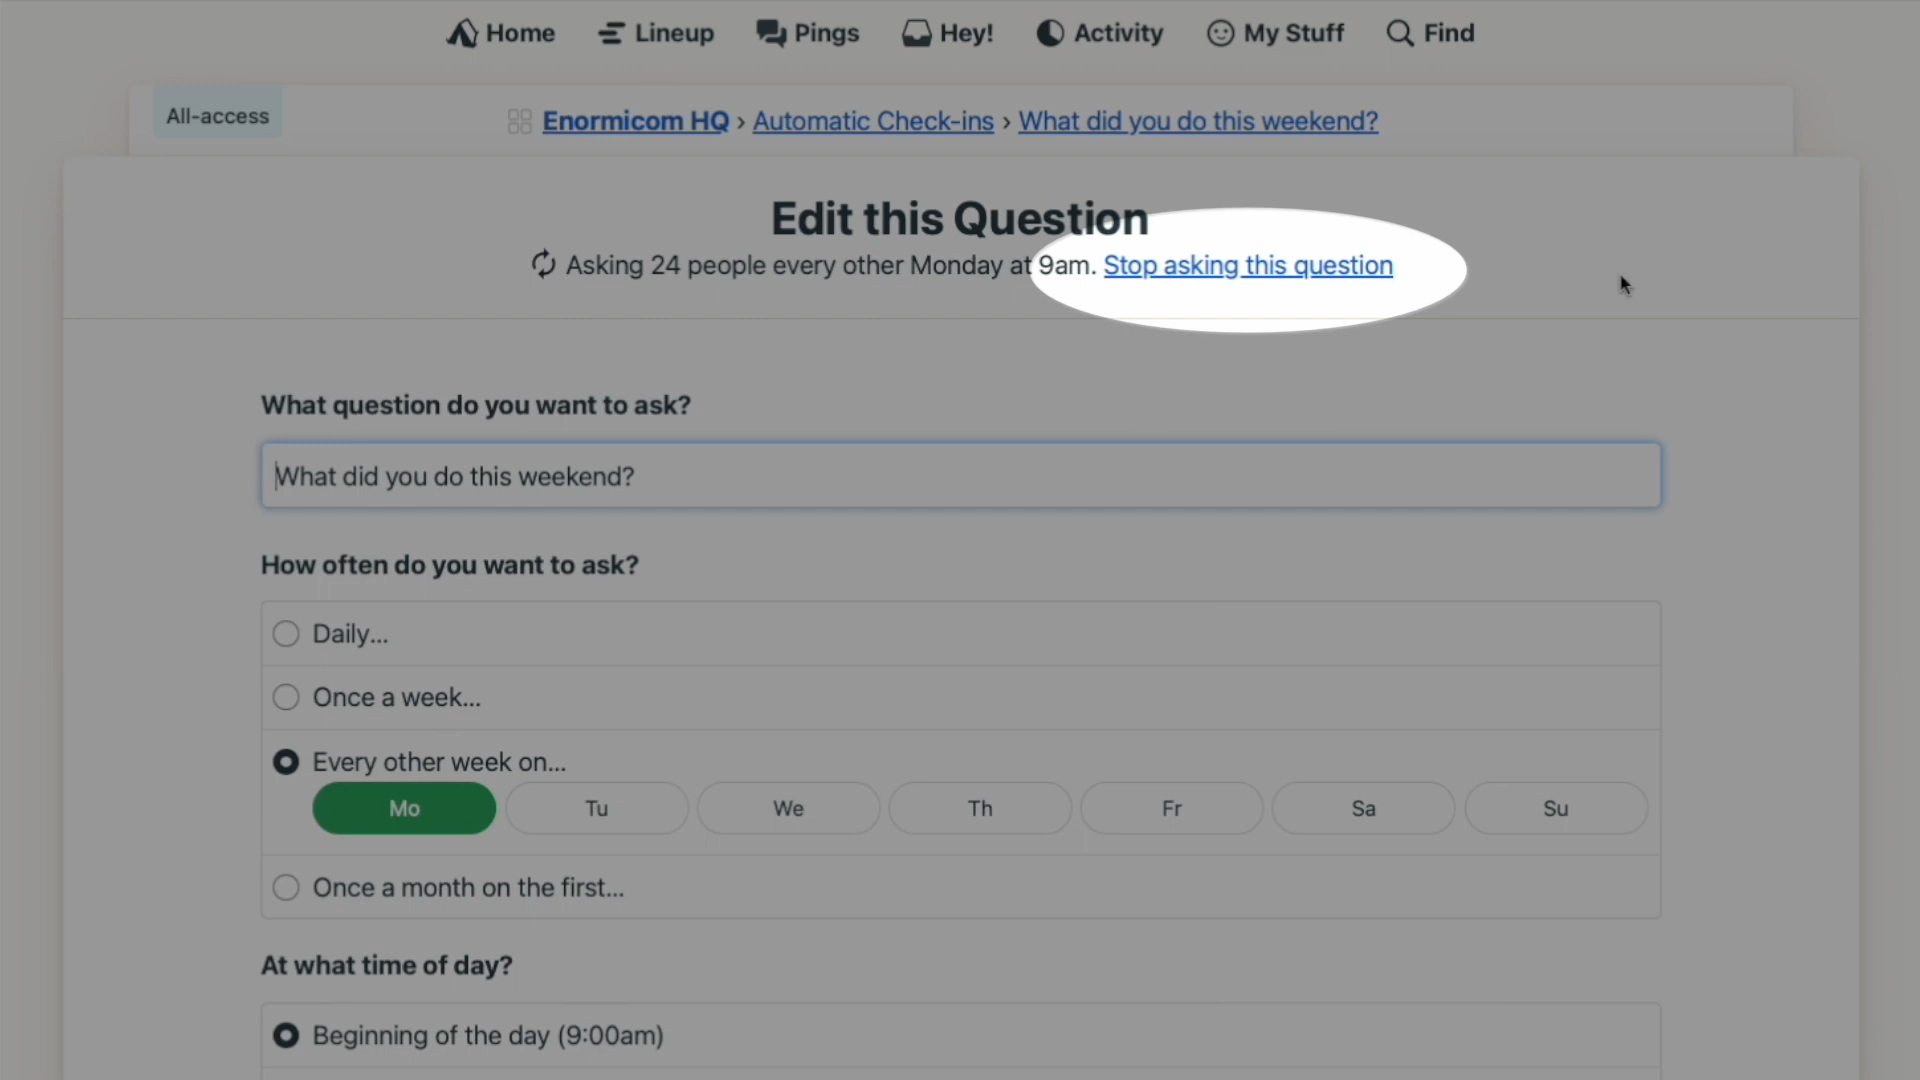 Home Lineup Pings Hey! Activity My Stuff Find
All-access
Enormicom HQ › Automatic Check-ins › What did you do this weekend?
Edit this Question
Asking 24 people every other Monday at 9am. Stop asking this question
What question do you want to ask?
What did you do this weekend?
How often do you want to ask?
Daily...
Once a week...
Every other week on...
Mo Tu We Th Fr Sa Su
Once a month on the first...
At what time of day?
Beginning of the day (9:00am)